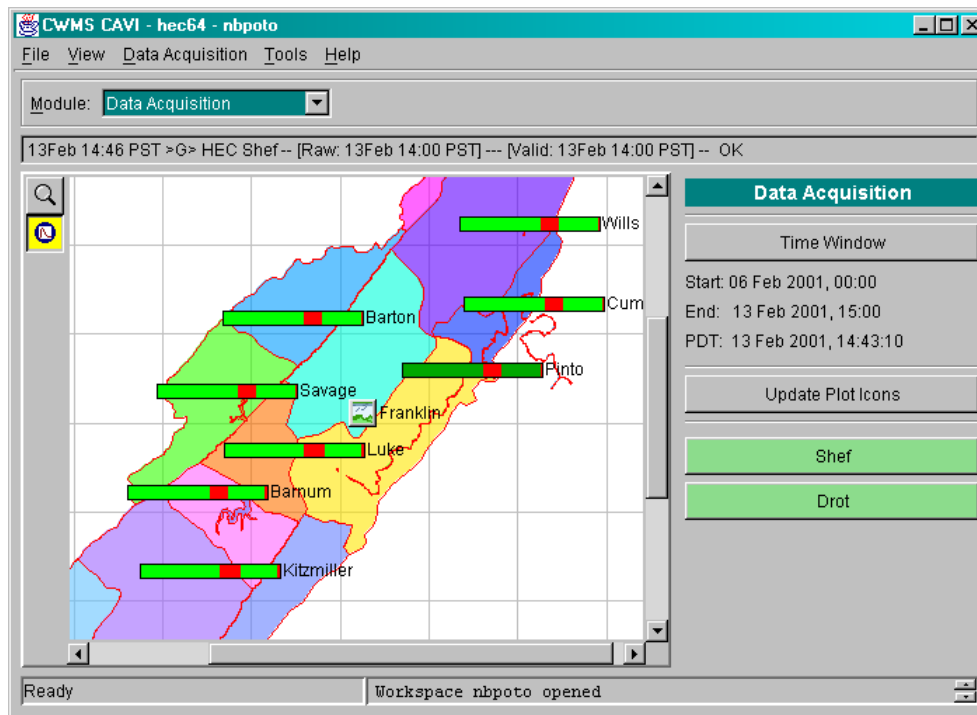 CWMS CAVI - hec64 - nbpoto
File View Data Acquisition Tools Help
Module: Data Acquisition
13Feb 14:46 PST >G> HEC Shef -- [Raw: 13Feb 14:00 PST] --- [Valid: 13Feb 14:00 PST] -- OK
Wills
Cum
Barton
Pinto
Savage
Franklin
Luke
Barnum
Kitzmiller
Data Acquisition
Time Window
Start: 06 Feb 2001, 00:00
End: 13 Feb 2001, 15:00
PDT: 13 Feb 2001, 14:43:10
Update Plot Icons
Shef
Drot
Ready
Workspace nbpoto opened